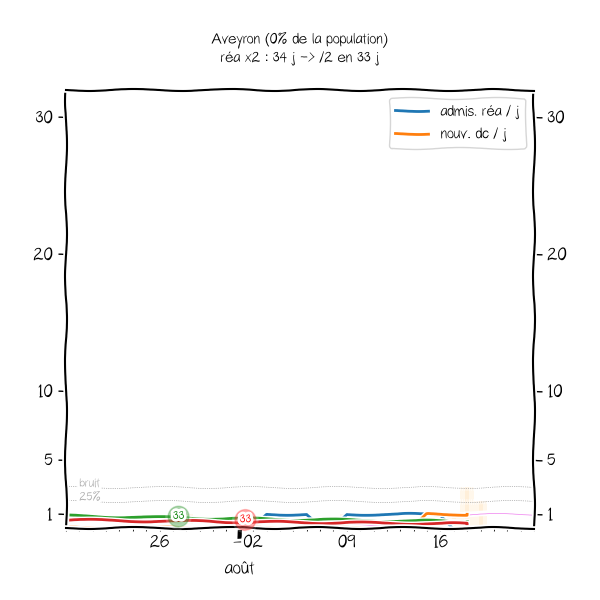 Aveyron (0% de la population)
réa x2 : 34 j -> /2 en 33 j
admis. réa / j
nouv. dc / j
30
30
20
20
10
10
5
5
bruit
25%
1
33
33
1
26
02
09
16
août